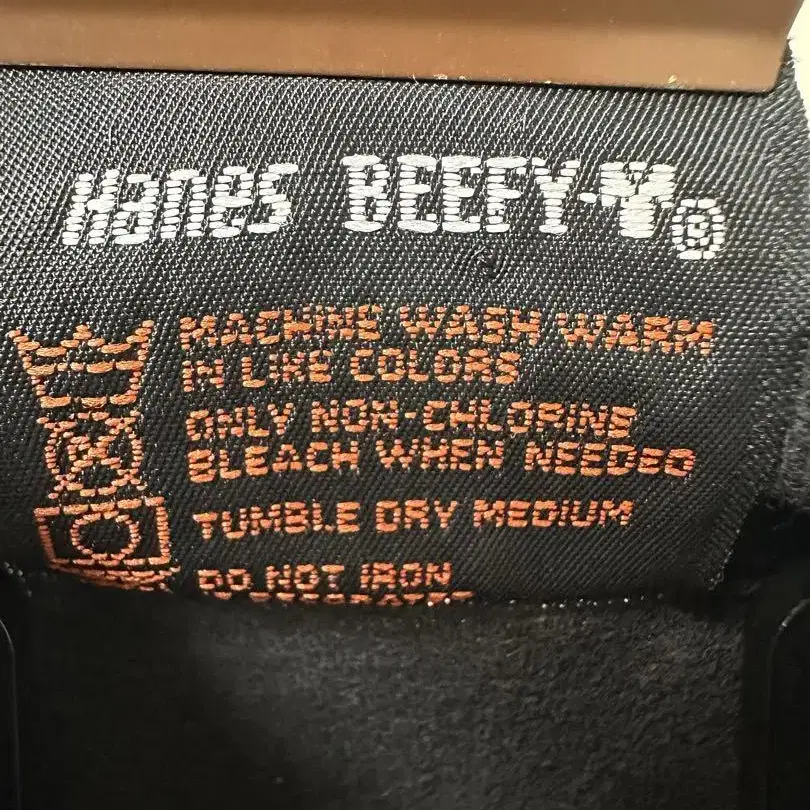 Hanes BEEFY-T®
MACHINE WASH WARM
IN LIKE COLORS
ONLY NON-CHLORINE
BLEACH WHEN NEEDED
TUMBLE DRY MEDIUM
DO NOT IRON